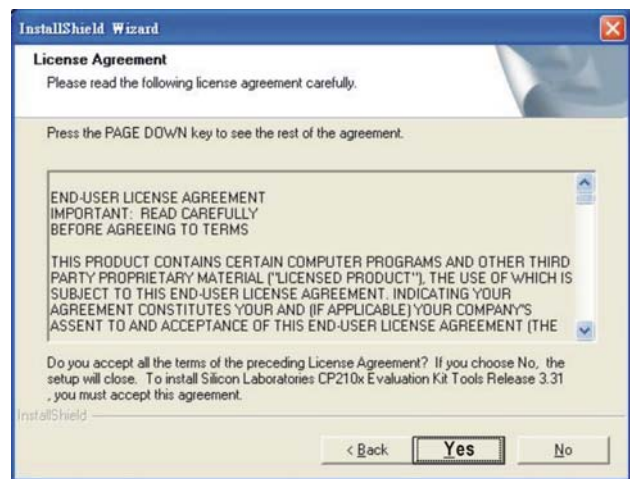 InstallShield Wizard
License Agreement
Please read the following license agreement carefully.
Press the PAGE DOWN key to see the rest of the agreement.
END-USER LICENSE AGREEMENT
IMPORTANT: READ CAREFULLY
BEFORE AGREEING TO TERMS
THIS PRODUCT CONTAINS CERTAIN COMPUTER PROGRAMS AND OTHER THIRD
PARTY PROPRIETARY MATERIAL ("LICENSED PRODUCT"), THE USE OF WHICH IS
SUBJECT TO THIS END-USER LICENSE AGREEMENT. INDICATING YOUR
AGREEMENT CONSTITUTES YOUR AND (IF APPLICABLE) YOUR COMPANY'S
ASSENT TO AND ACCEPTANCE OF THIS END-USER LICENSE AGREEMENT (THE
Do you accept all the terms of the preceding License Agreement? If you choose No, the
setup will close. To install Silicon Laboratories CP210x Evaluation Kit Tools Release 3.31
, you must accept this agreement.
InstallShield
< Back Yes No